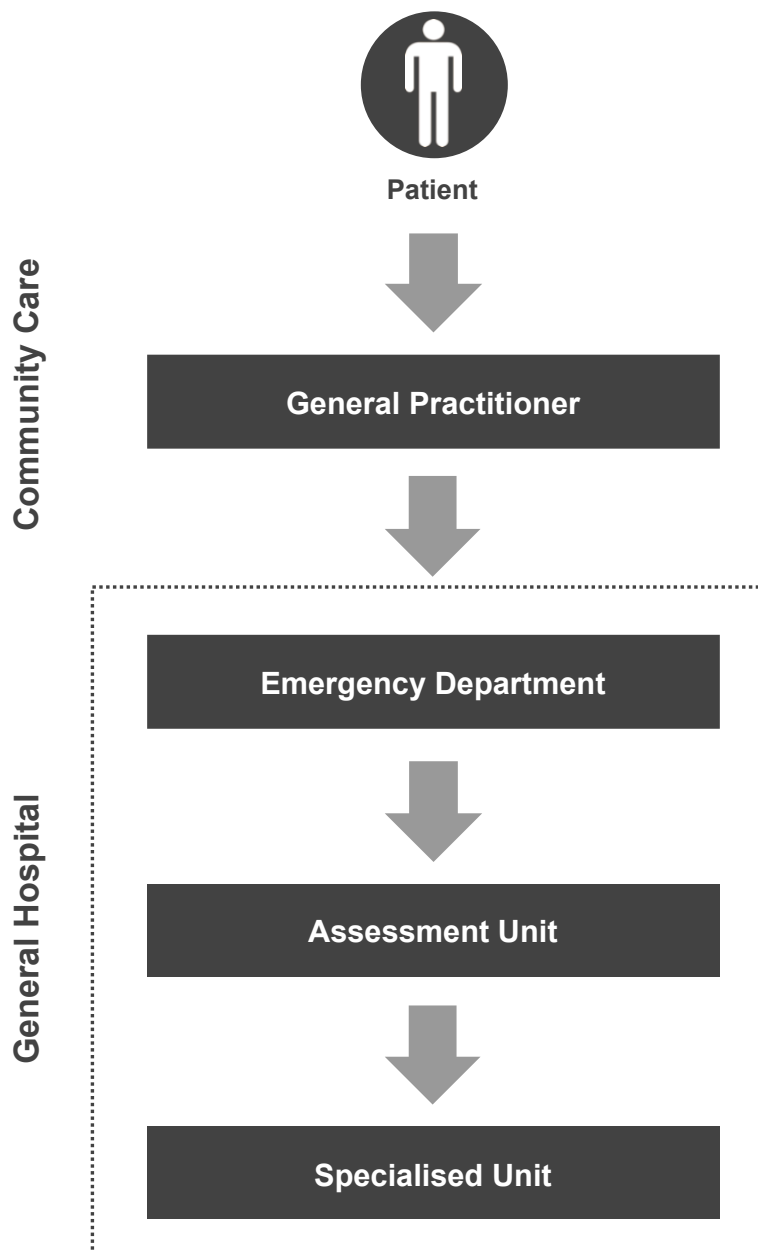 Patient
Community Care
General Practitioner
Emergency Department
General Hospital
Assessment Unit
Specialised Unit